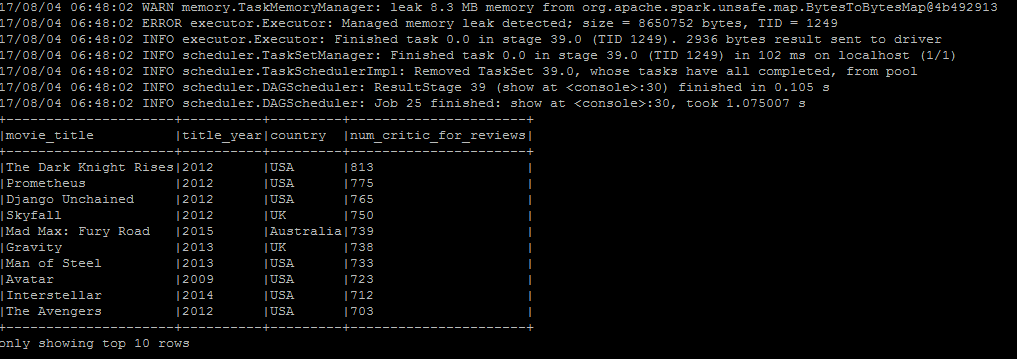 17/08/04 06:48:02 WARN memory.TaskMemoryManager: leak 8.3 MB memory from org.apache.spark.unsafe.map.BytesToBytesMap@4b492913
17/08/04 06:48:02 ERROR executor.Executor: Managed memory leak detected; size = 8650752 bytes, TID = 1249
17/08/04 06:48:02 INFO executor.Executor: Finished task 0.0 in stage 39.0 (TID 1249). 2936 bytes result sent to driver
17/08/04 06:48:02 INFO scheduler.TaskSetManager: Finished task 0.0 in stage 39.0 (TID 1249) in 102 ms on localhost (1/1)
17/08/04 06:48:02 INFO scheduler.TaskSchedulerImpl: Removed TaskSet 39.0, whose tasks have all completed, from pool
17/08/04 06:48:02 INFO scheduler.DAGScheduler: ResultStage 39 (show at <console>:30) finished in 0.105 s
17/08/04 06:48:02 INFO scheduler.DAGScheduler: Job 25 finished: show at <console>:30, took 1.075007 s
+---------------------+----------+---------+----------------------+
|movie_title          |title_year|country  |num_critic_for_reviews|
+---------------------+----------+---------+----------------------+
|The Dark Knight Rises|2012      |USA      |813                   |
|Prometheus           |2012      |USA      |775                   |
|Django Unchained     |2012      |USA      |765                   |
|Skyfall              |2012      |UK       |750                   |
|Mad Max: Fury Road   |2015      |Australia|739                   |
|Gravity              |2013      |UK       |738                   |
|Man of Steel         |2013      |USA      |733                   |
|Avatar               |2009      |USA      |723                   |
|Interstellar         |2014      |USA      |712                   |
|The Avengers         |2012      |USA      |703                   |
+---------------------+----------+---------+----------------------+
only showing top 10 rows